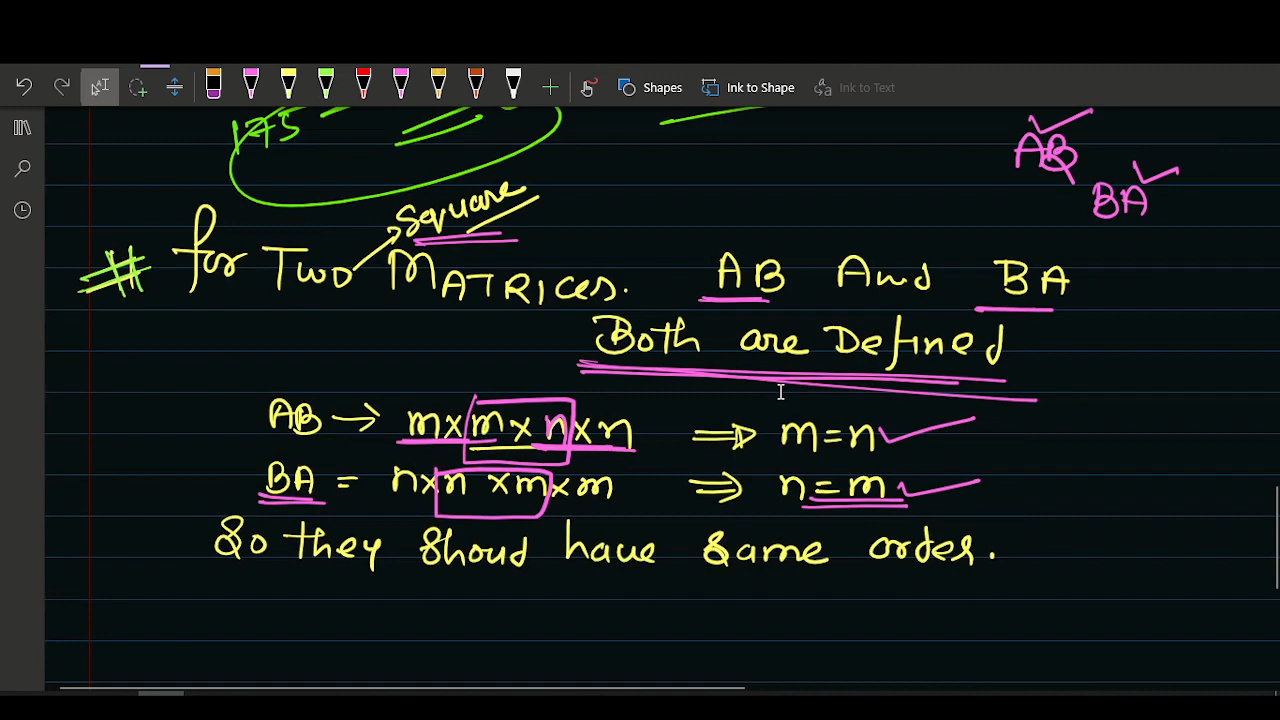 Shapes
Ink to Shape
Ink to Text
175
AB
BA
Square
# for Two MATRICES. AB And BA
Both are Defined
AB → m×m×n×n ⇒ m=n
BA = n×n×m×m ⇒ n=m
So they Shoud have Same order.